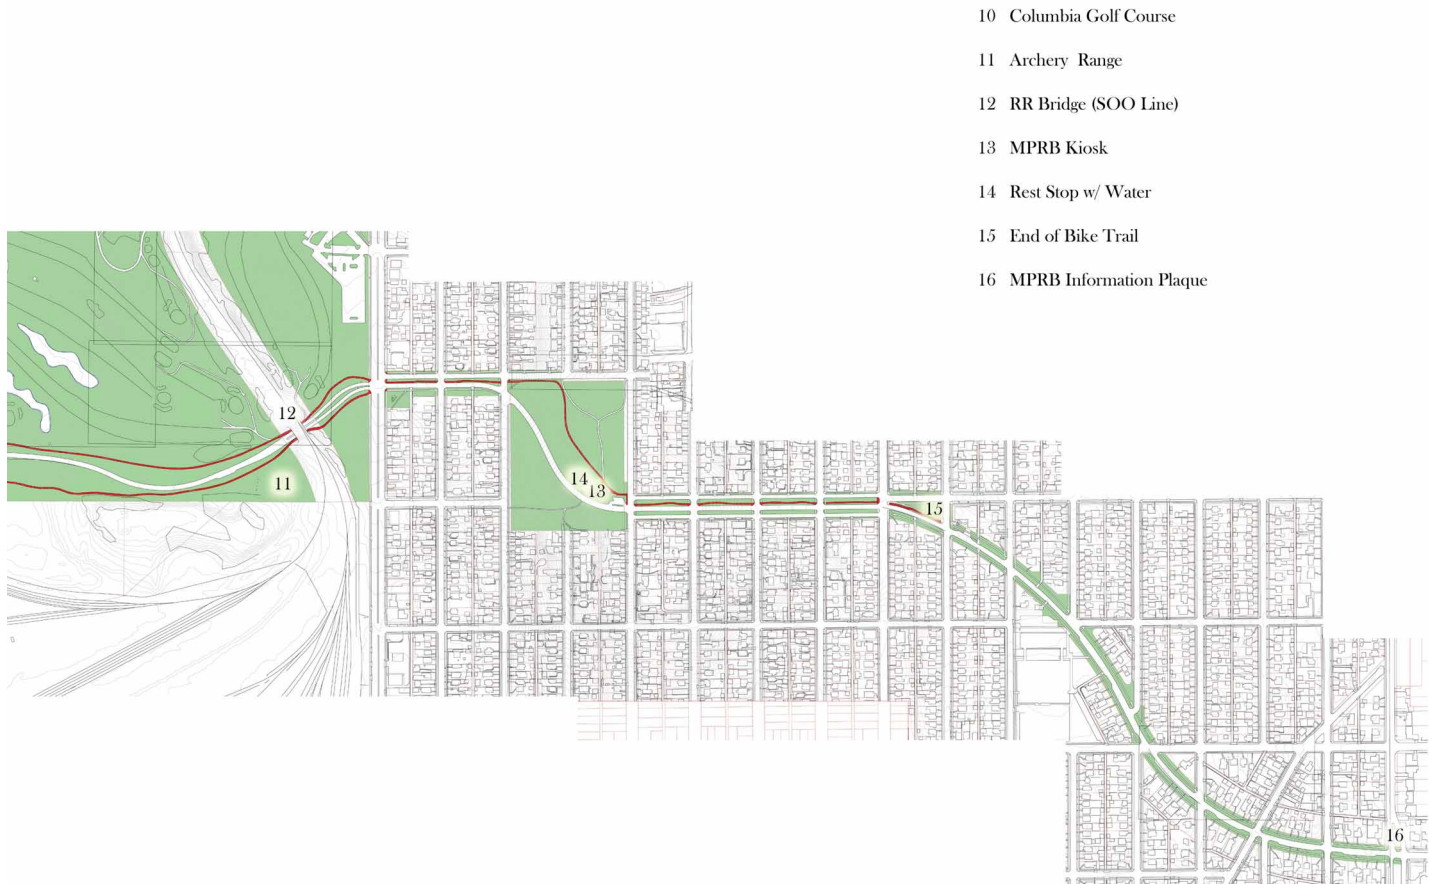 10 Columbia Golf Course
11 Archery Range
12 RR Bridge (SOO Line)
13 MPRB Kiosk
14 Rest Stop w/ Water
15 End of Bike Trail
16 MPRB Information Plaque
12
11
14
13
15
16